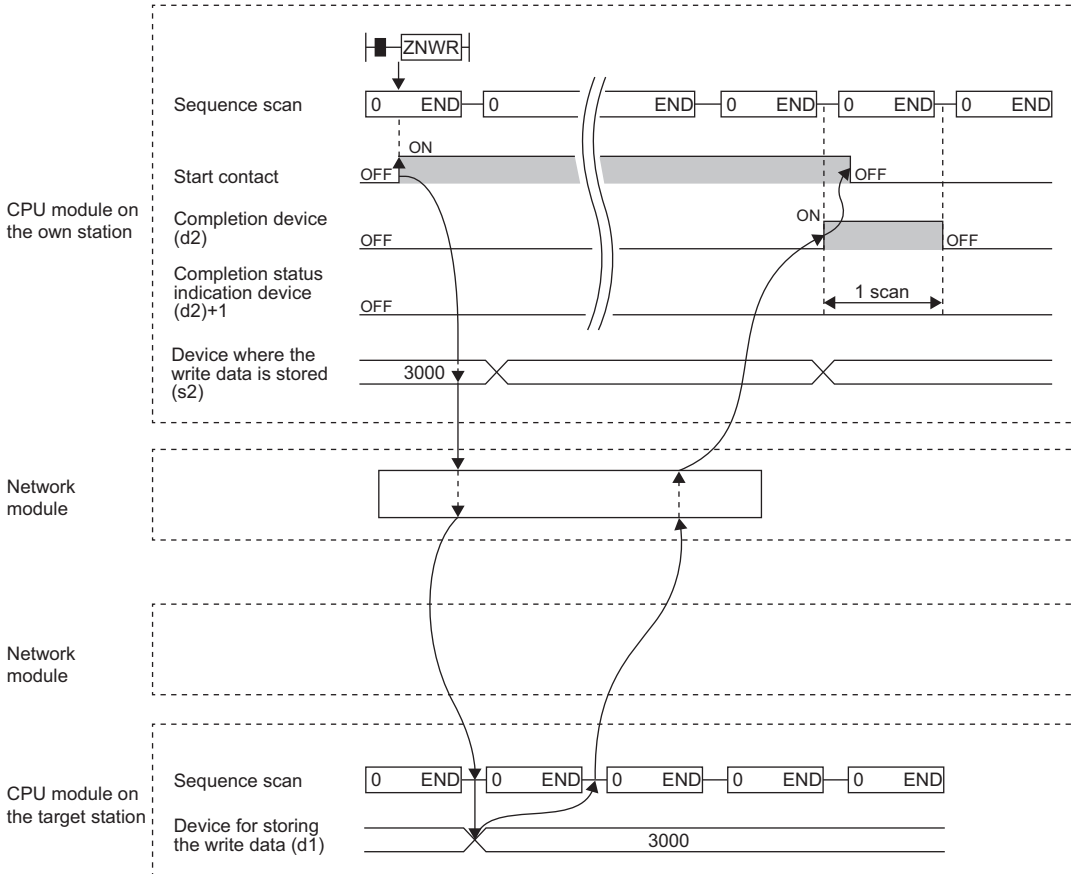 ZNWR
Sequence scan
0 END 0 END 0 END 0 END 0 END
ON
Start contact
OFF OFF
CPU module on
the own station
Completion device
(d2)
ON
OFF OFF
Completion status
indication device
(d2)+1
OFF
1 scan
Device where the
write data is stored
(s2)
3000
Network
module
Network
module
CPU module on
the target station
Sequence scan
0 END 0 END 0 END 0 END 0 END
Device for storing
the write data (d1)
3000